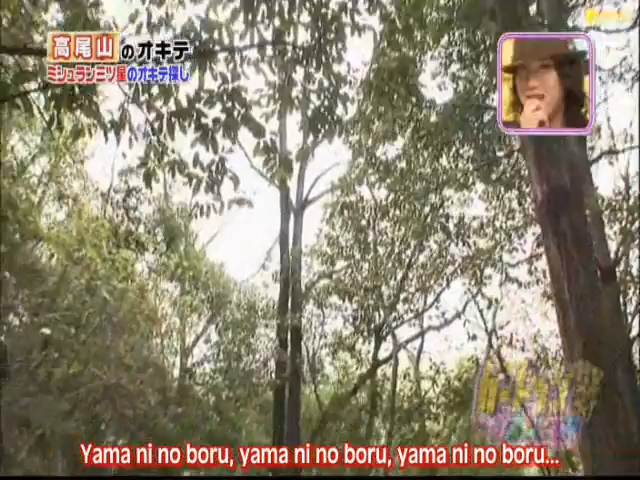 高尾山のオキテ
ミシュラン三ツ星のオキテ探し
Yama ni no boru, yama ni no boru, yama ni no boru...